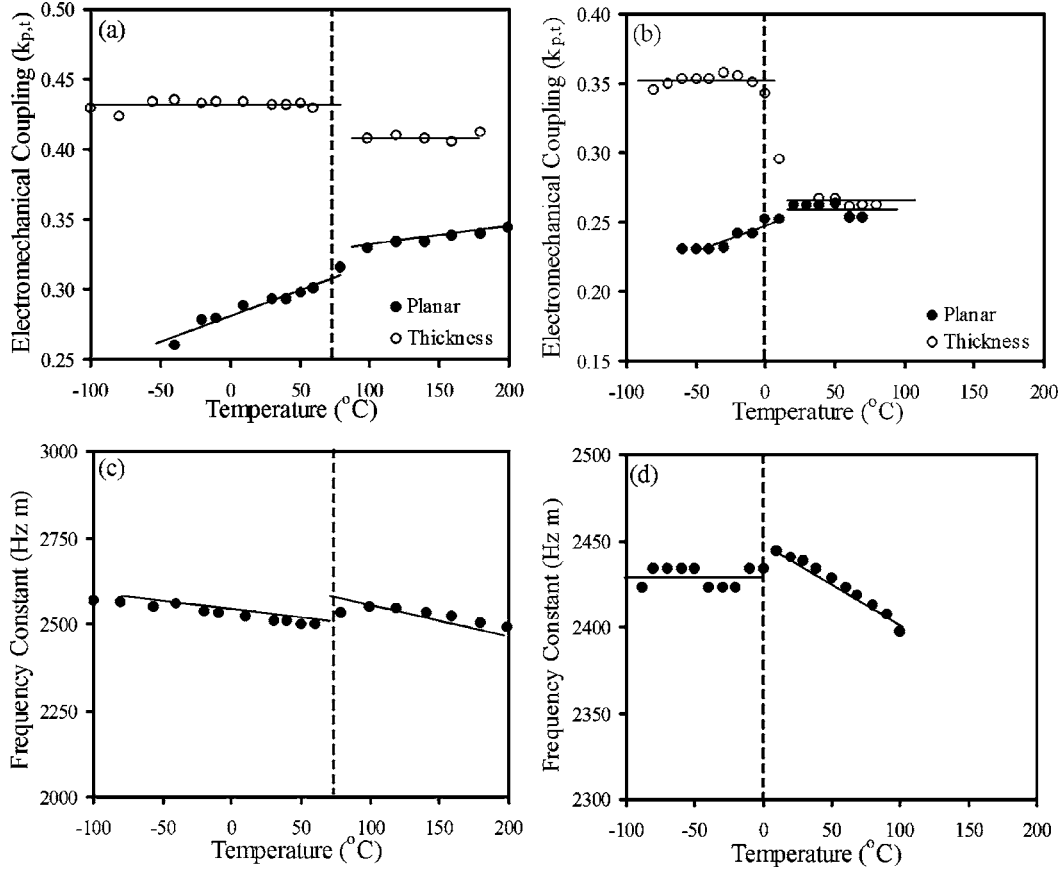 (a)
Electromechanical Coupling (kp,t)
0.50
0.45
0.40
0.35
0.30
0.25
Planar
Thickness
-100 -50 0 50 100 150 200
Temperature (°C)
(b)
Electromechanical Coupling (kp,t)
0.40
0.35
0.30
0.25
0.20
0.15
Planar
Thickness
-100 -50 0 50 100 150 200
Temperature (°C)
(c)
Frequency Constant (Hz m)
3000
2750
2500
2250
2000
-100 -50 0 50 100 150 200
Temperature (°C)
(d)
Frequency Constant (Hz m)
2500
2450
2400
2350
2300
-100 -50 0 50 100 150 200
Temperature (°C)